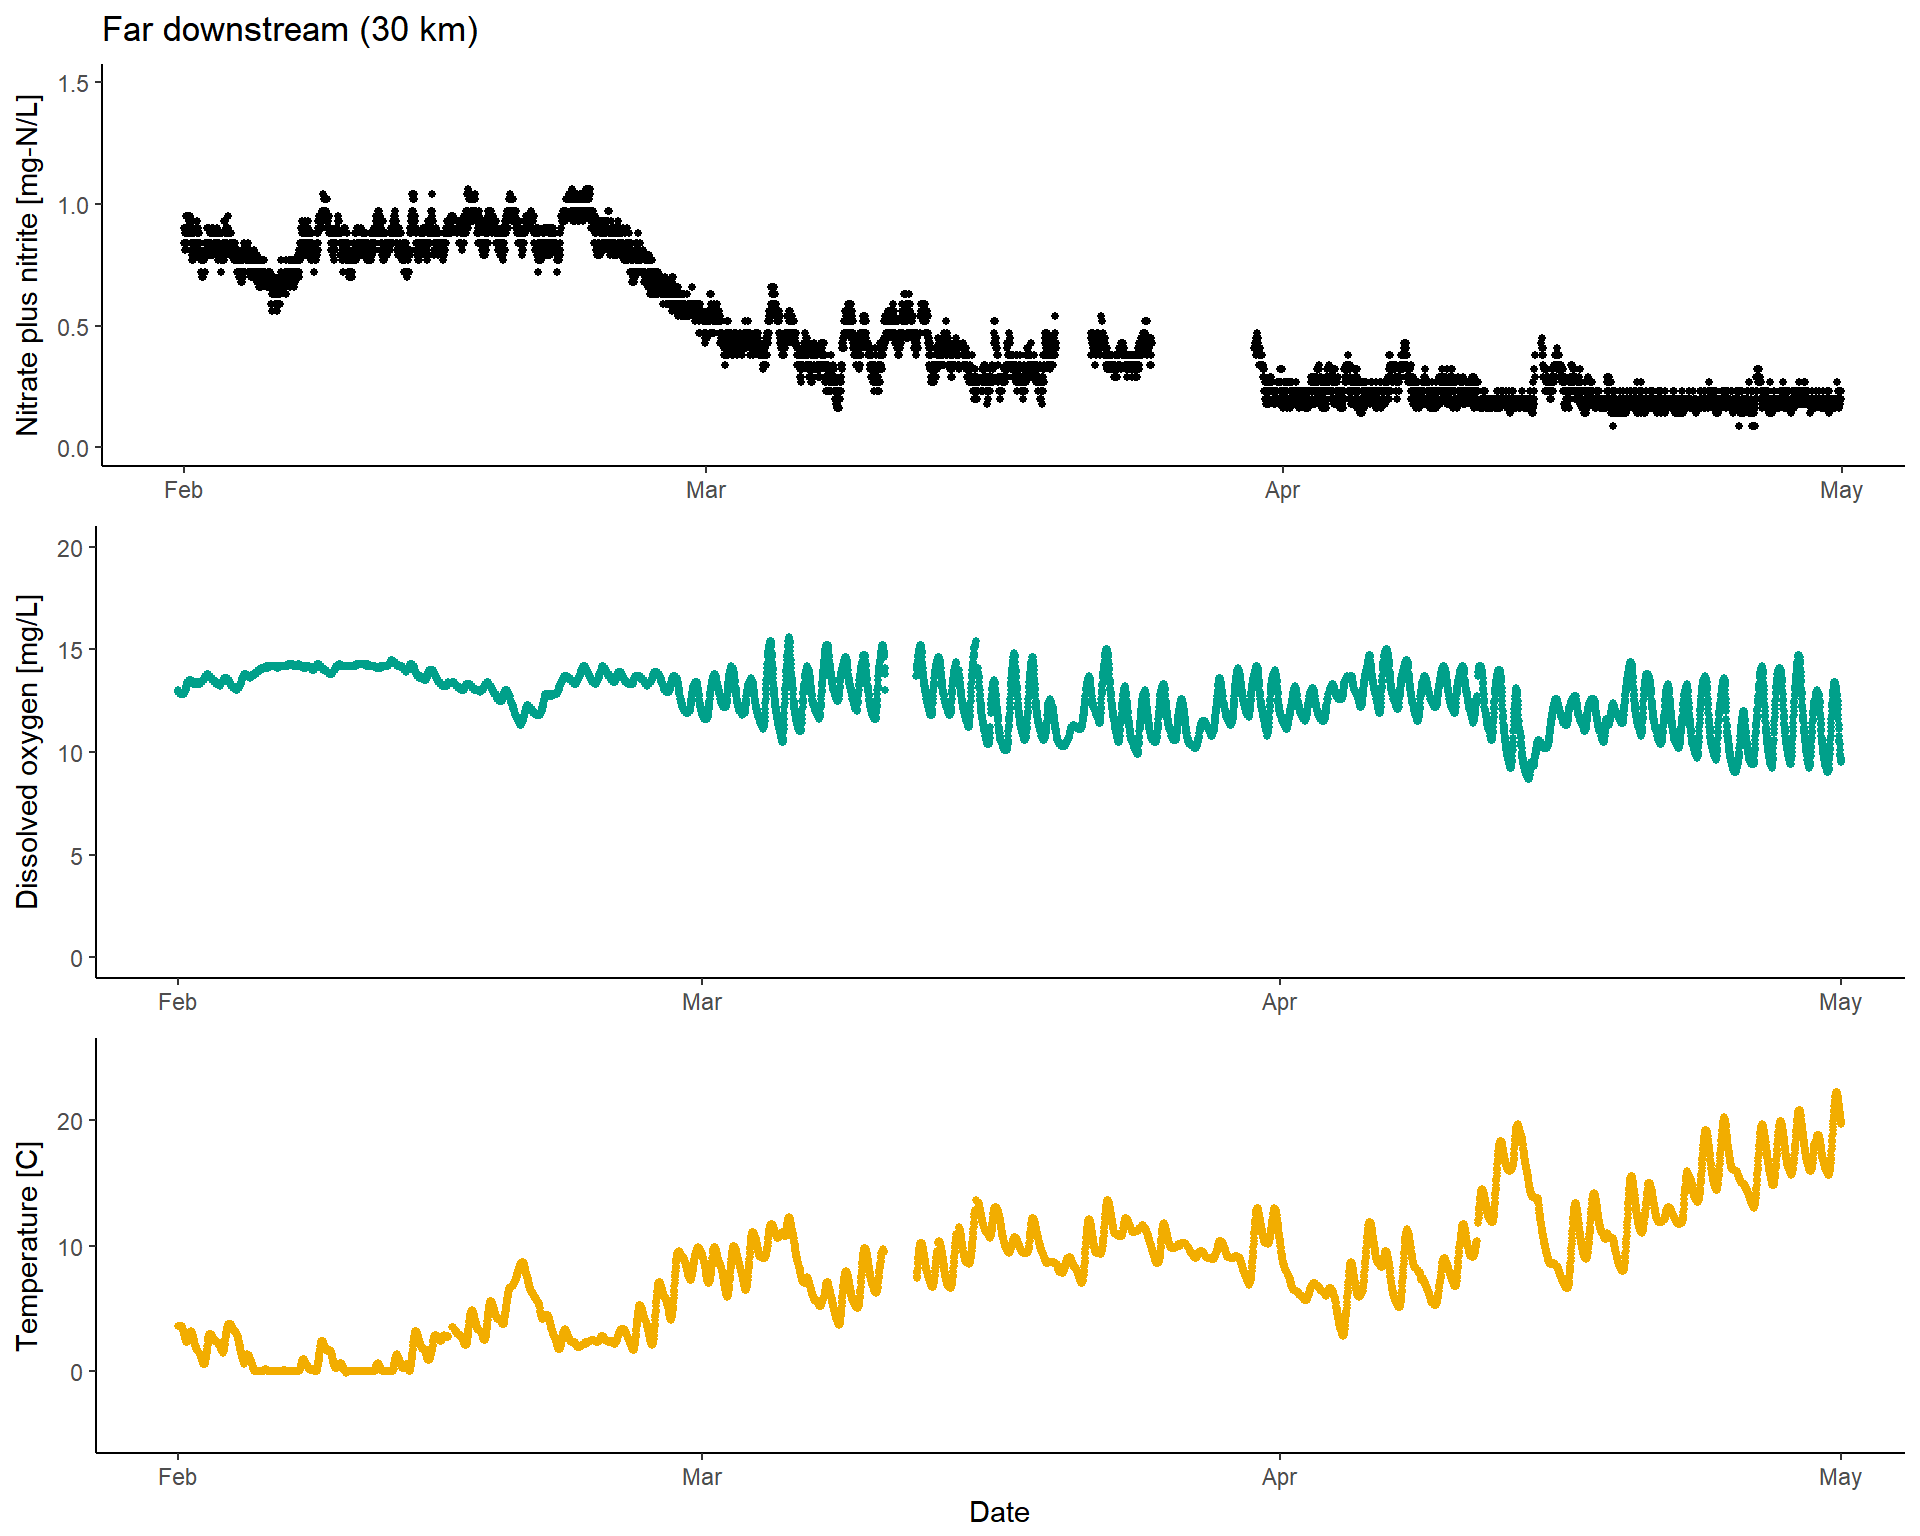 Far downstream (30 km)
Nitrate plus nitrite [mg-N/L]
1.5
1.0
0.5
0.0
Feb Mar Apr May
Dissolved oxygen [mg/L]
20
15
10
5
0
Feb Mar Apr May
Temperature [C]
20
10
0
Feb Mar Apr May
Date